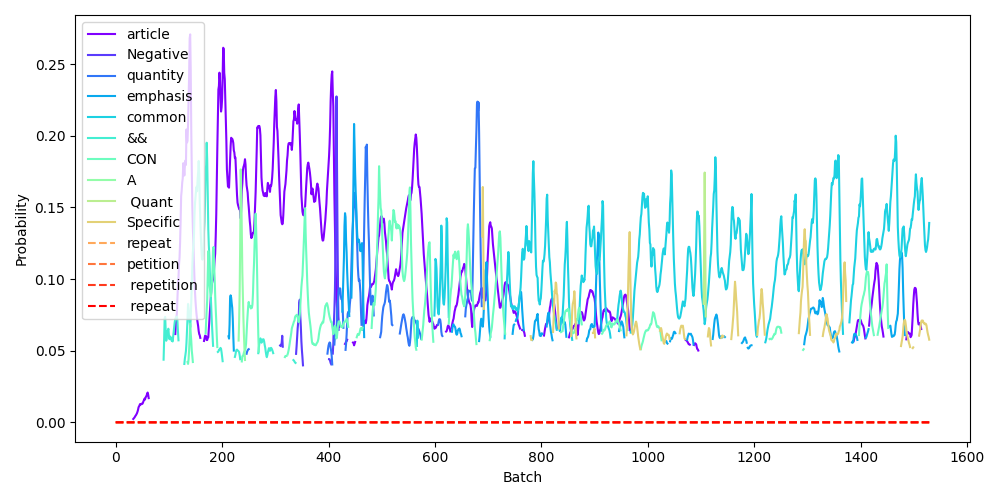 article
Negative
quantity
emphasis
common
&&
CON
A
Quant
Specific
repeat
petition
repetition
repeat
0.25
0.20
0.15
0.10
0.05
0.00
Probability
0 200 400 600 800 1000 1200 1400 1600
Batch